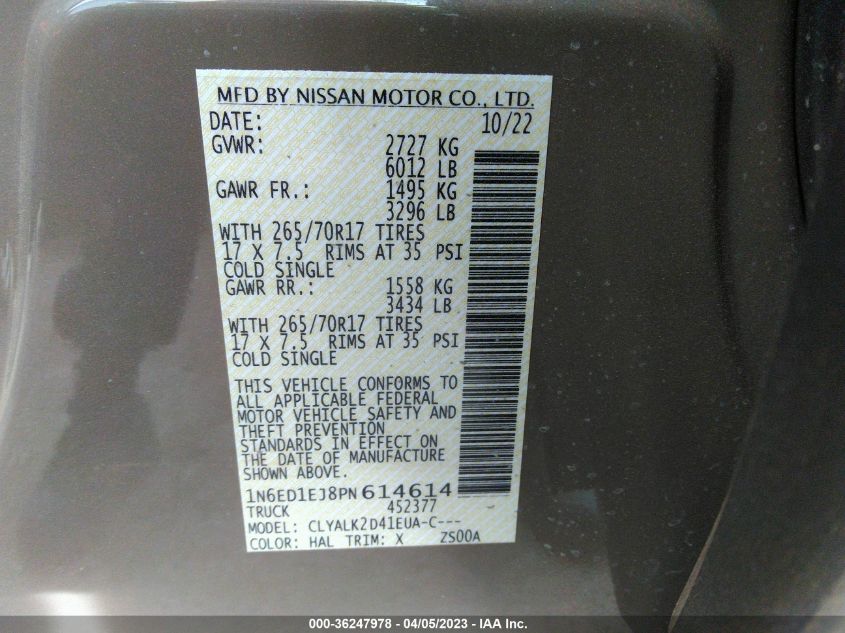 MFD BY NISSAN MOTOR CO., LTD.
DATE: 10/22
GVWR: 2727 KG
6012 LB
GAWR FR.: 1495 KG
3296 LB
WITH 265/70R17 TIRES
17 X 7.5 RIMS AT 35 PSI
COLD SINGLE
GAWR RR.: 1558 KG
3434 LB
WITH 265/70R17 TIRES
17 X 7.5 RIMS AT 35 PSI
COLD SINGLE
THIS VEHICLE CONFORMS TO
ALL APPLICABLE FEDERAL
MOTOR VEHICLE SAFETY AND
THEFT PREVENTION
STANDARDS IN EFFECT ON
THE DATE OF MANUFACTURE
SHOWN ABOVE.
1N6ED1EJ8PN614614
TRUCK 452377
MODEL: CLYALK2D41EUA-C---
COLOR: HAL TRIM: X ZS00A
000-36247978 - 04/05/2023 - IAA Inc.